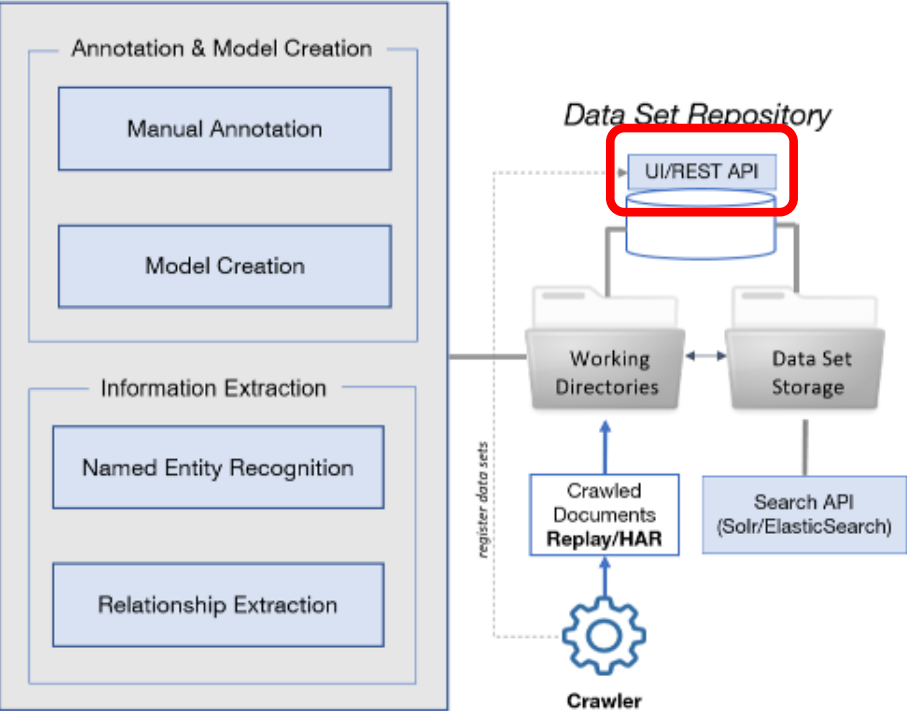 Annotation & Model Creation
Manual Annotation
Model Creation
Information Extraction
Named Entity Recognition
Relationship Extraction
Data Set Repository
UI/REST API
Working
Directories
Data Set
Storage
register data sets
Crawled
Documents
Replay/HAR
Search API
(Solr/ElasticSearch)
Crawler